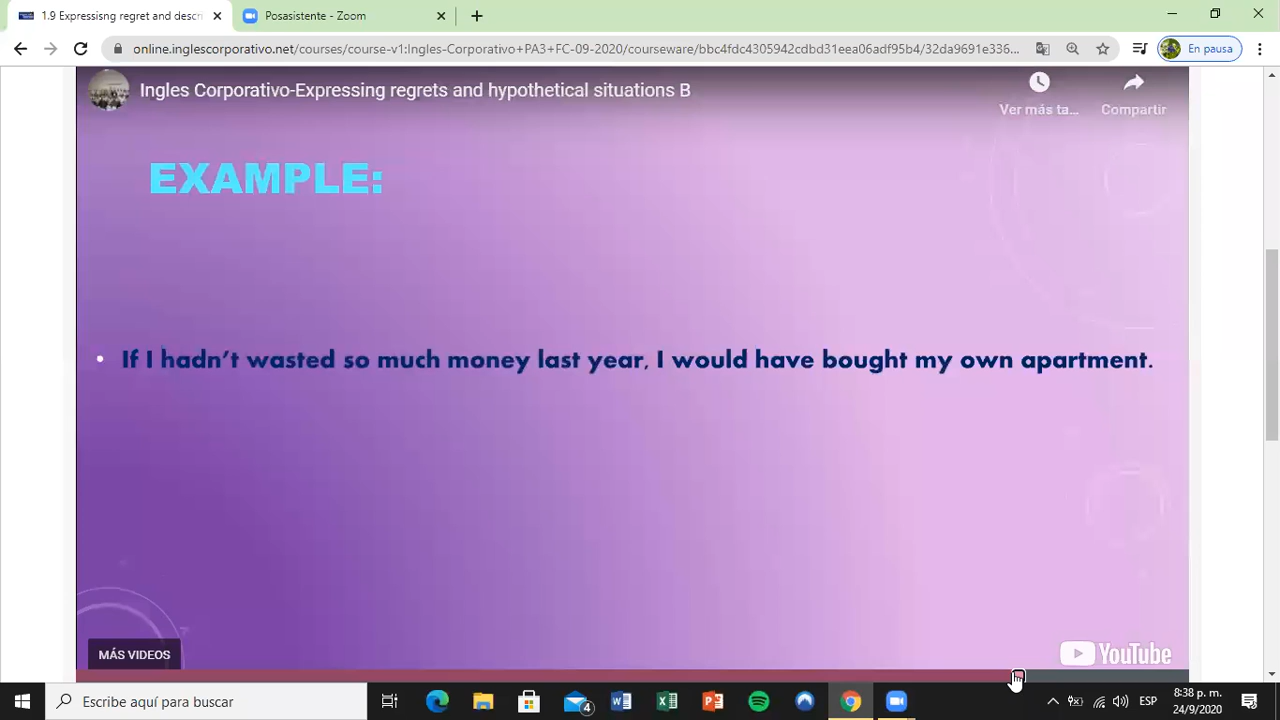 1.9 Expressisng regret and descr
Posasistente - Zoom
online.inglescorporativo.net/courses/course-v1:Ingles-Corporativo+PA3+FC-09-2020/courseware/bbc4fdc4305942cdbd31eea06adf95b4/32da9691e336...
En pausa
Ingles Corporativo-Expressing regrets and hypothetical situations B
Ver más ta...
Compartir
EXAMPLE:
• If I hadn't wasted so much money last year, I would have bought my own apartment.
MÁS VIDEOS
YouTube
Escribe aquí para buscar
4
ESP
8:38 p. m.
24/9/2020